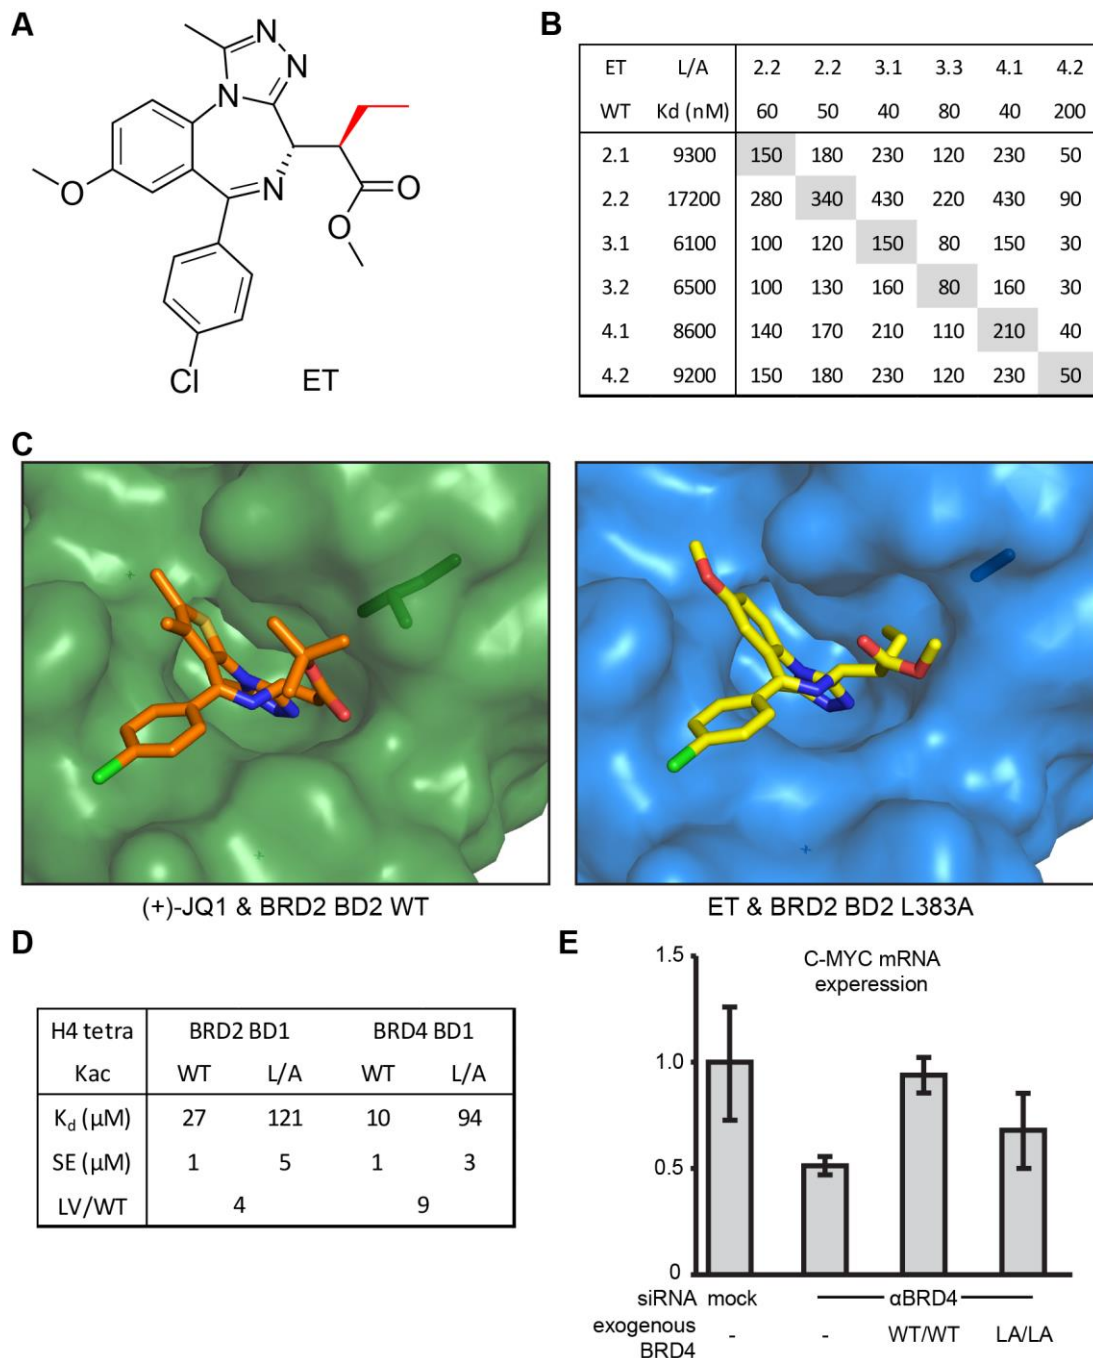 A
N
N
N
N
O
O
O
Cl
ET
B
ET L/A 2.2 2.2 3.1 3.3 4.1 4.2
WT Kd (nM) 60 50 40 80 40 200
2.1 9300 150 180 230 120 230 50
2.2 17200 280 340 430 220 430 90
3.1 6100 100 120 150 80 150 30
3.2 6500 100 130 160 80 160 30
4.1 8600 140 170 210 110 210 40
4.2 9200 150 180 230 120 230 50
C
(+)-JQ1 & BRD2 BD2 WT
ET & BRD2 BD2 L383A
D
H4 tetra BRD2 BD1 BRD4 BD1
Kac WT L/A WT L/A
Kd (µM) 27 121 10 94
SE (µM) 1 5 1 3
LV/WT 4 9
E
C-MYC mRNA
experession
1.5
1.0
0.5
0
siRNA mock αBRD4
exogenous
BRD4 - - WT/WT LA/LA